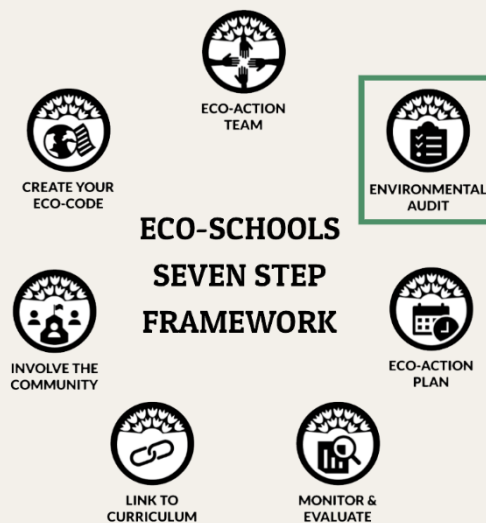 ECO-ACTION
TEAM
CREATE YOUR
ECO-CODE
ENVIRONMENTAL
AUDIT
ECO-SCHOOLS
SEVEN STEP
FRAMEWORK
INVOLVE THE
COMMUNITY
ECO-ACTION
PLAN
LINK TO
CURRICULUM
MONITOR &
EVALUATE